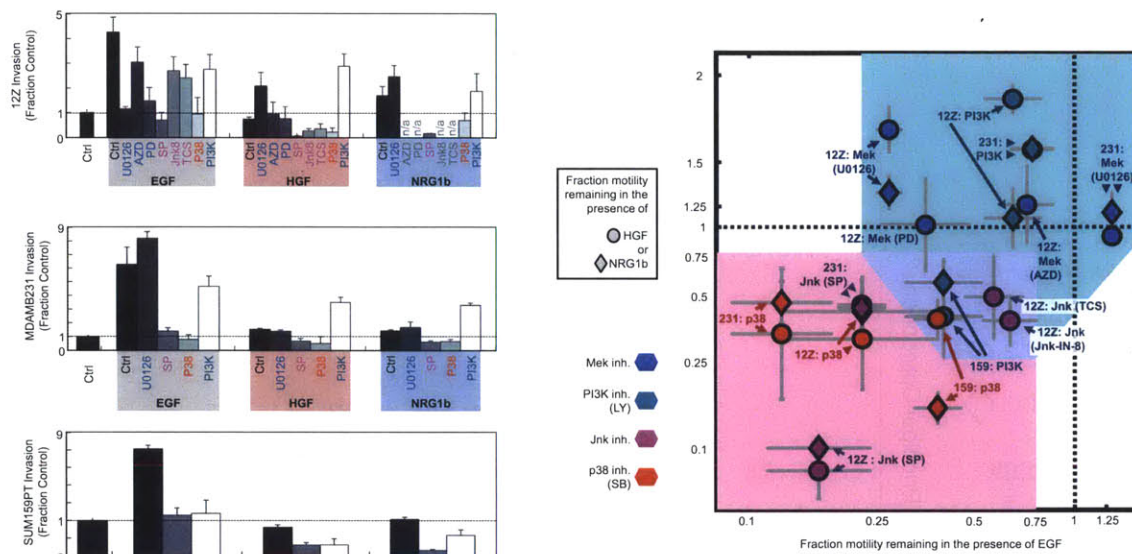 12Z Invasion
(Fraction Control)
5
1
0
Ctrl
Ctrl
U0126
AZD
PD
SP
Jnk8
TCS
P38
PI3K
EGF
Ctrl
U0126
AZD
PD
SP
Jnk8
TCS
P38
PI3K
HGF
n/a
n/a
n/a
n/a
Ctrl
U0126
AZD
PD
SP
Jnk8
TCS
P38
PI3K
NRG1b
MDAMB231 Invasion
(Fraction Control)
9
1
0
Ctrl
Ctrl
U0126
SP
P38
PI3K
EGF
Ctrl
U0126
SP
P38
PI3K
HGF
Ctrl
U0126
SP
P38
PI3K
NRG1b
SUM159PT Invasion
(Fraction Control)
9
1
Fraction motility
remaining in the
presence of
HGF
or
NRG1b
Mek inh.
PI3K inh.
(LY)
Jnk inh.
p38 inh.
(SB)
2
1.5
1.25
1
0.75
0.5
0.25
0.1
12Z: PI3K
12Z: Mek
(U0126)
231:
PI3K
231:
Mek
(U0126)
12Z: Mek (PD)
12Z:
Mek
(AZD)
231:
Jnk (SP)
231: p38
12Z: p38
12Z: Jnk (TCS)
12Z: Jnk
(Jnk-IN-8)
159: PI3K
159: p38
12Z : Jnk (SP)
0.1
0.25
0.5
0.75
1
1.25
Fraction motility remaining in the presence of EGF